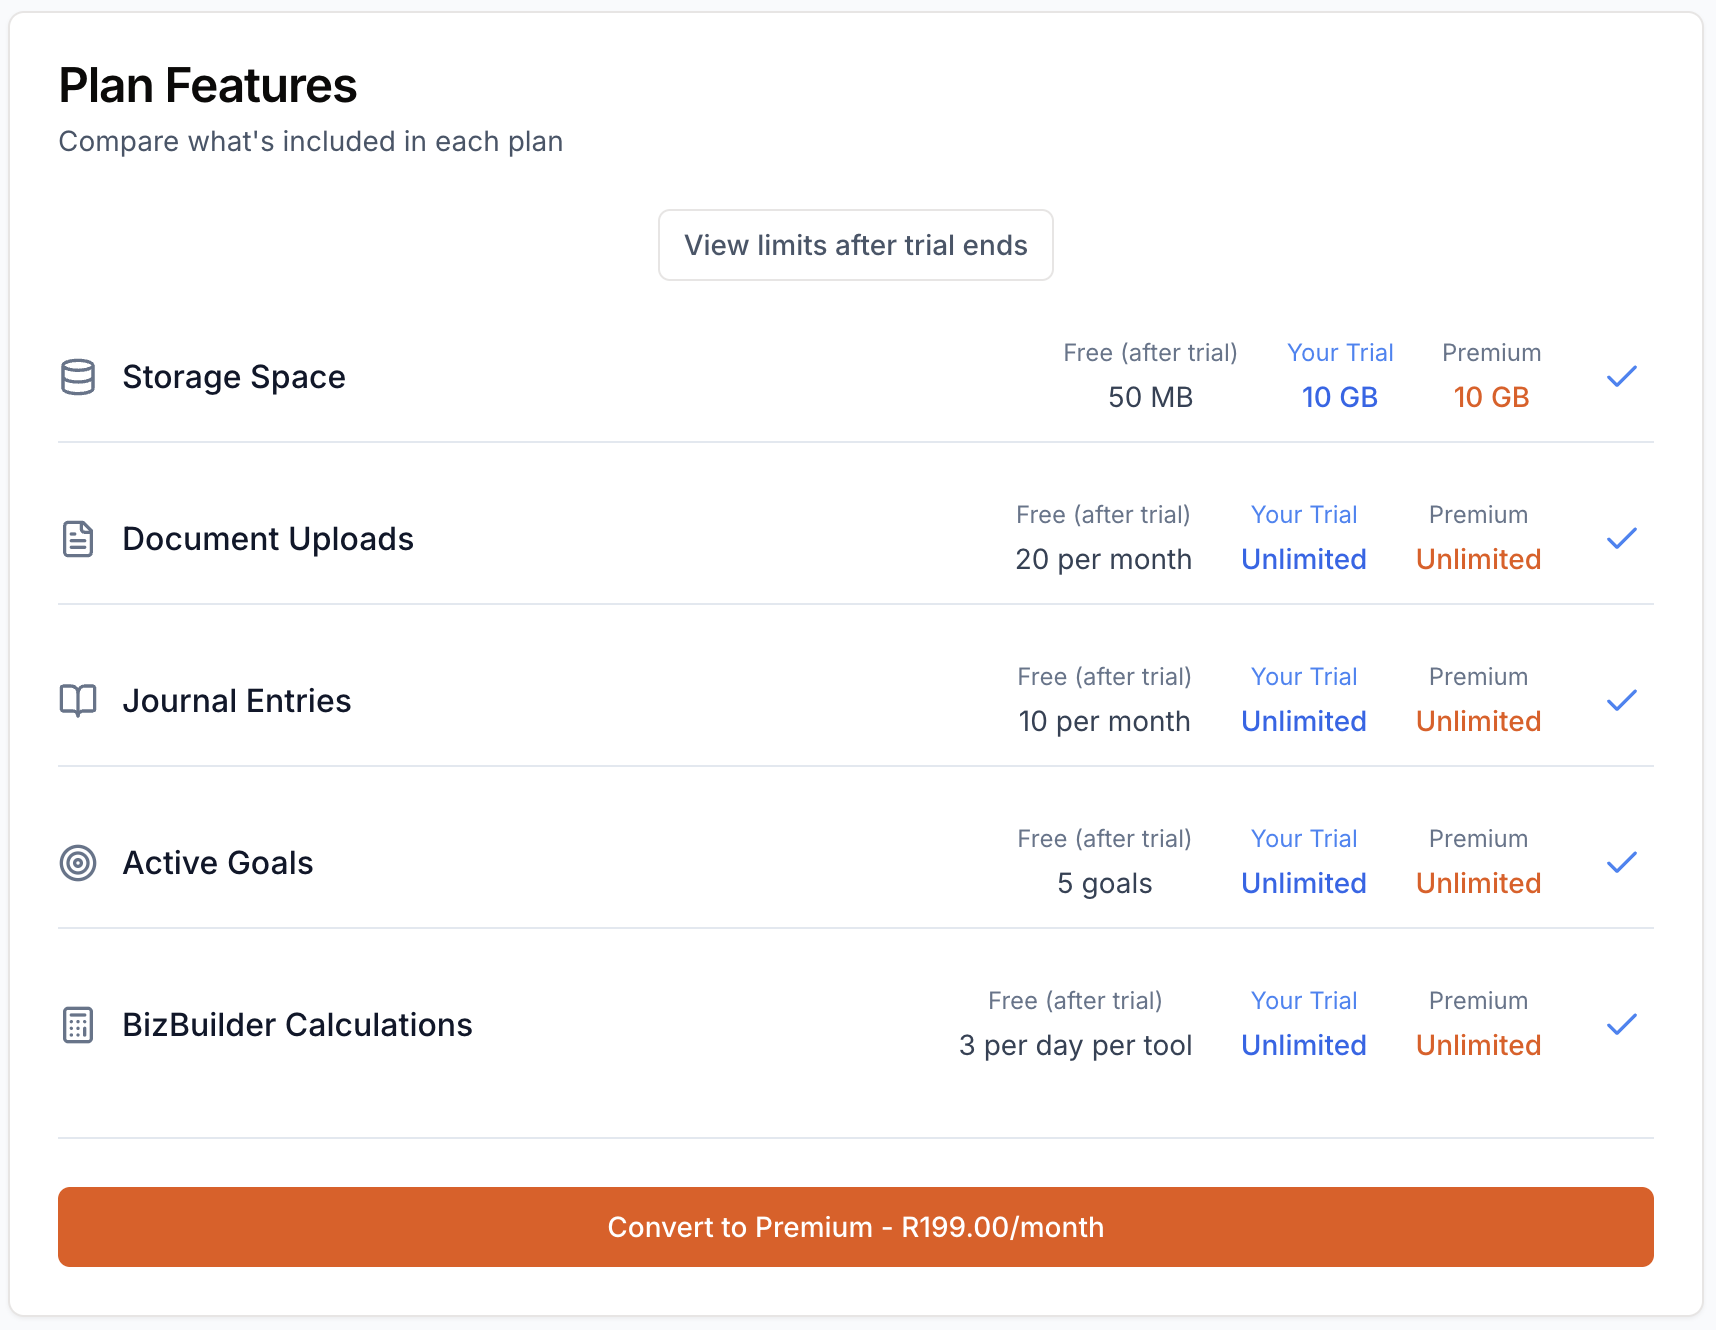 Plan Features
Compare what's included in each plan
View limits after trial ends
Storage Space
Free (after trial) Your Trial Premium
50 MB 10 GB 10 GB
Document Uploads
Free (after trial) Your Trial Premium
20 per month Unlimited Unlimited
Journal Entries
Free (after trial) Your Trial Premium
10 per month Unlimited Unlimited
Active Goals
Free (after trial) Your Trial Premium
5 goals Unlimited Unlimited
BizBuilder Calculations
Free (after trial) Your Trial Premium
3 per day per tool Unlimited Unlimited
Convert to Premium - R199.00/month